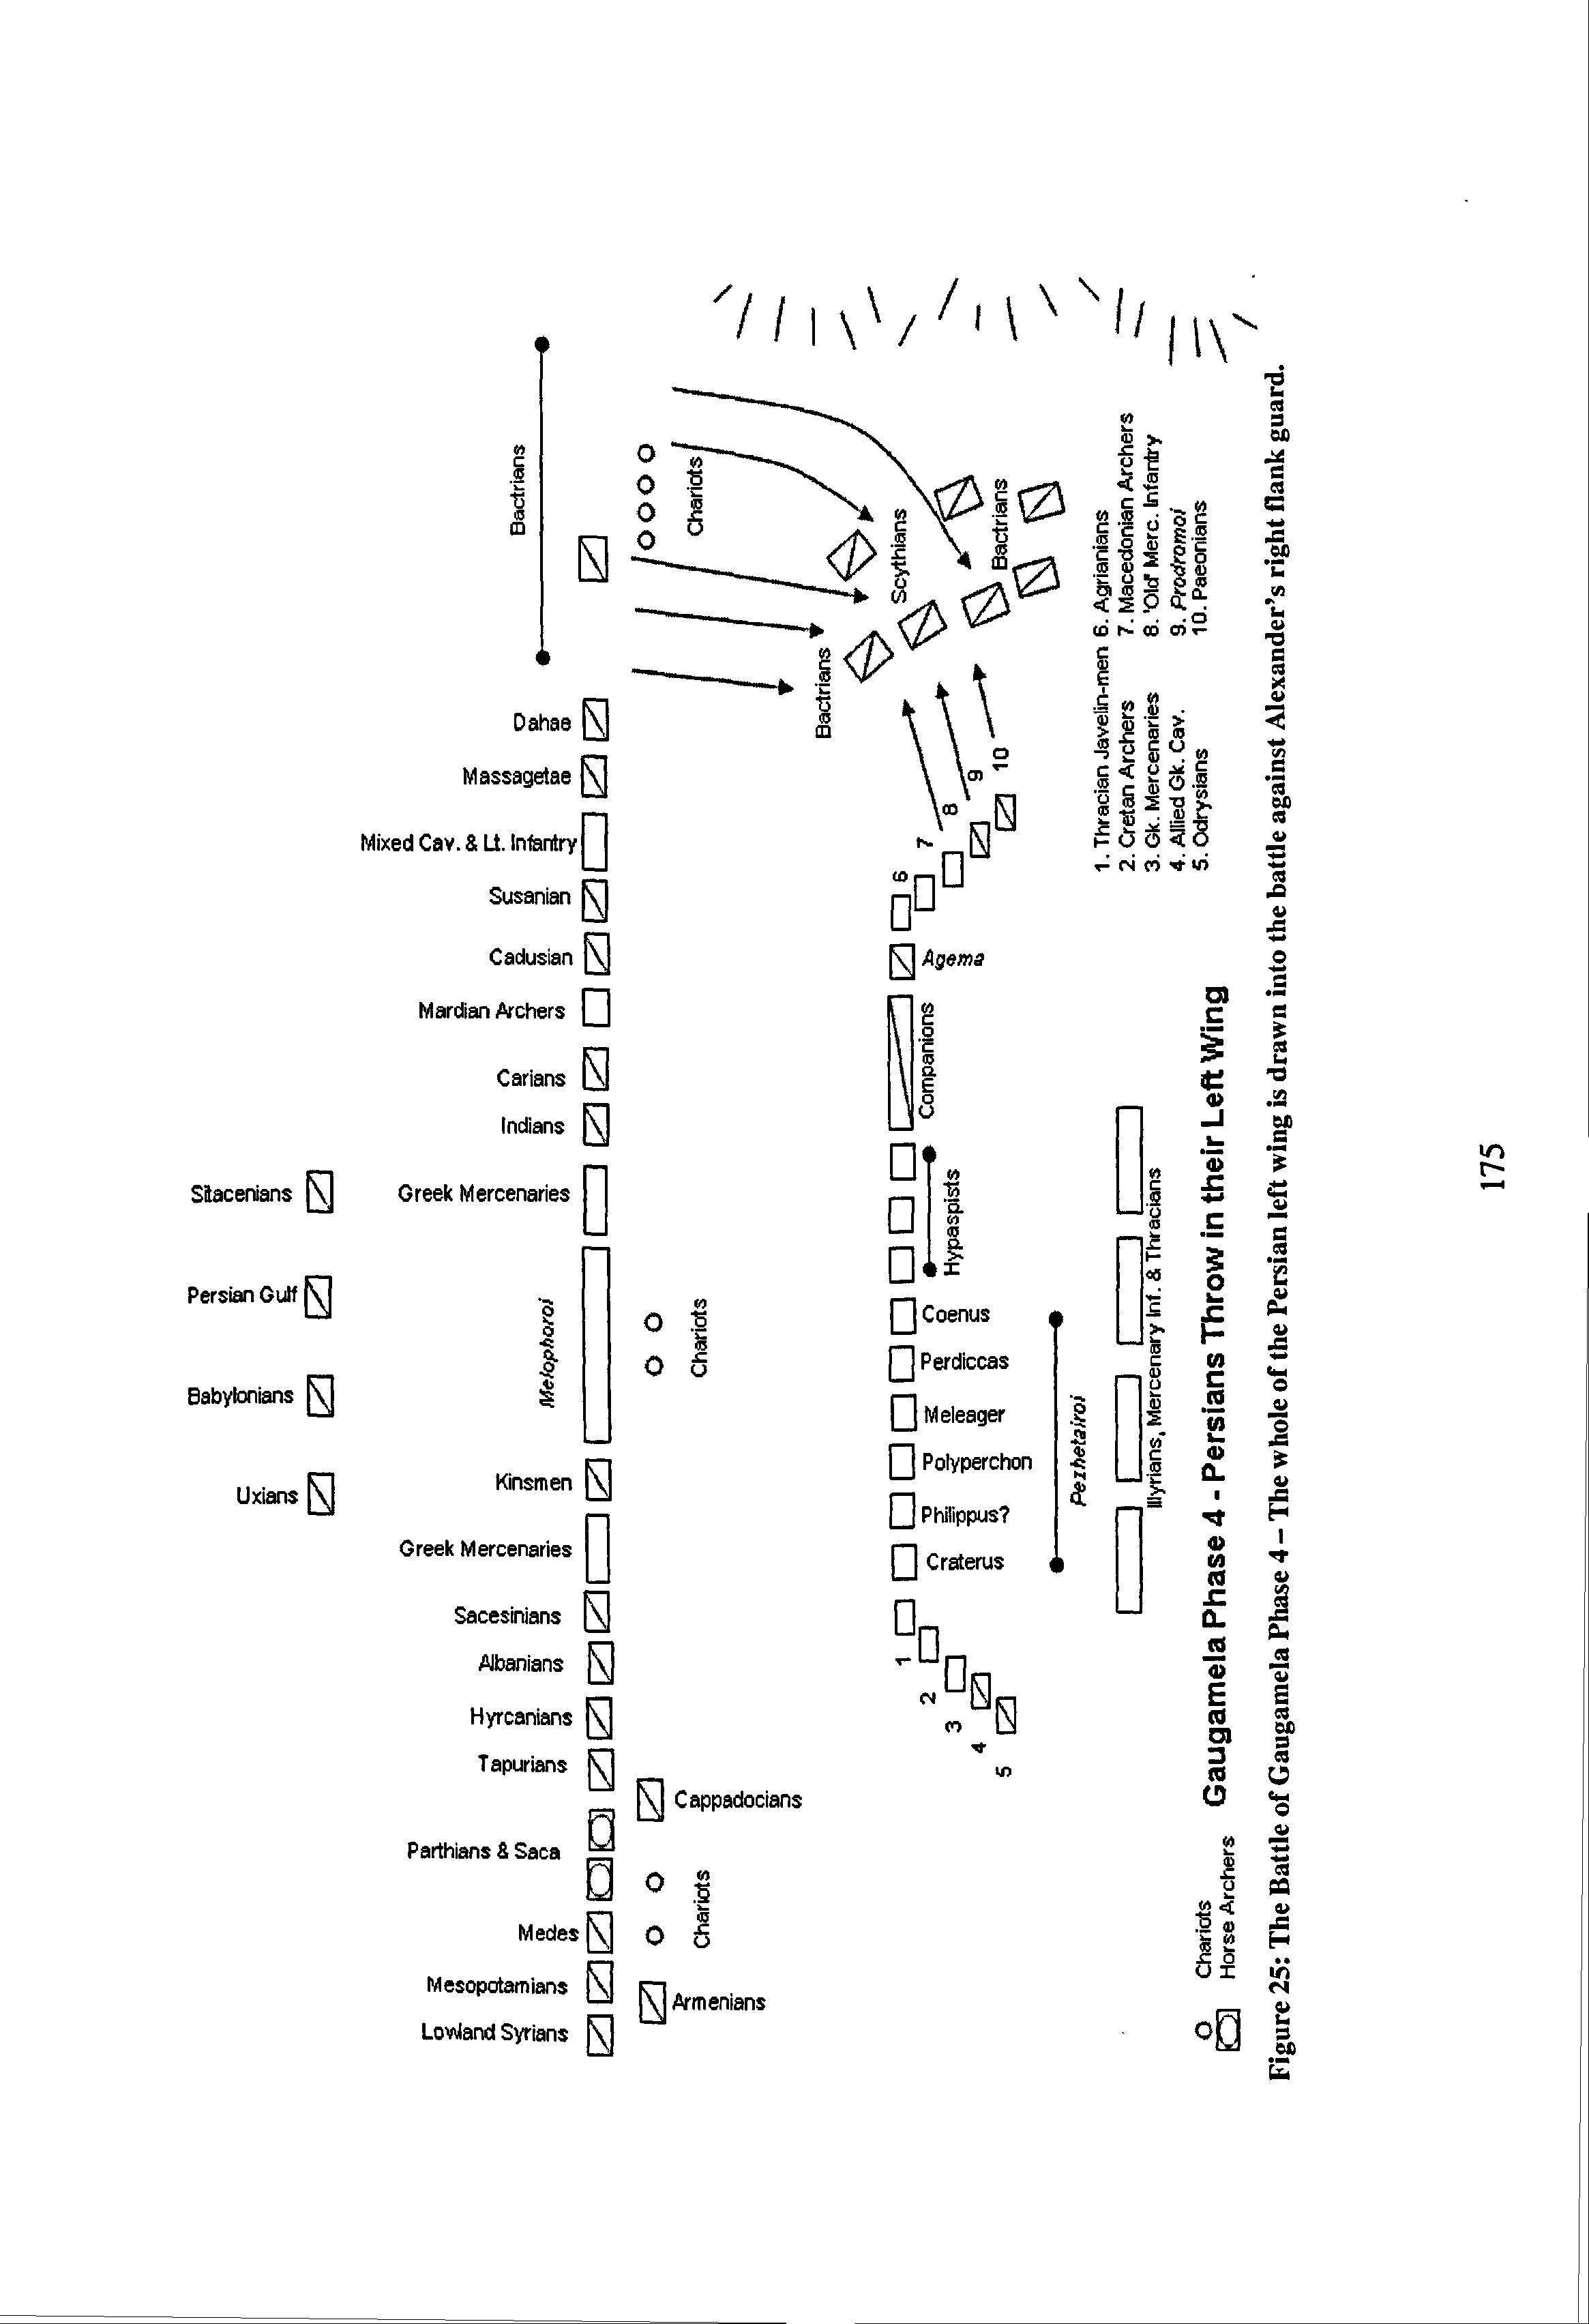 Sitacenians
Persian Gulf
Babylonians
Uxians
Bactrians
Dahae
Massagetae
Mixed Cav. & Lt. Infantry
Susanian
Cadusian
Mardian Archers
Carians
Indians
Greek Mercenaries
Melophoroi
Kinsmen
Greek Mercenaries
Sacesinians
Albanians
Hyrcanians
Tapurians
Parthians & Saca
Medes
Mesopotamians
Lowland Syrians
Chariots
Chariots
Cappadocians
Chariots
Armenians
Scythians
Bactrians
Bactrians
10
9
8
7
6
Agema
Companions
Hypaspists
Coenus
Perdiccas
Meleager
Polyperchon
Philippus?
Craterus
Pezhetairoi
1
2
3
4
5
Illyrians, Mercenary Inf. & Thracians
1. Thracian Javelin-men 6. Agrianians
2. Cretan Archers 7. Macedonian Archers
3. Gk. Mercenaries 8. 'Old' Merc. Infantry
4. Allied Gk. Cav. 9. Prodromoi
5. Odrysians 10. Paeonians
Chariots
Horse Archers
Gaugamela Phase 4 - Persians Throw in their Left Wing
Figure 25: The Battle of Gaugamela Phase 4 – The whole of the Persian left wing is drawn into the battle against Alexander's right flank guard.
175